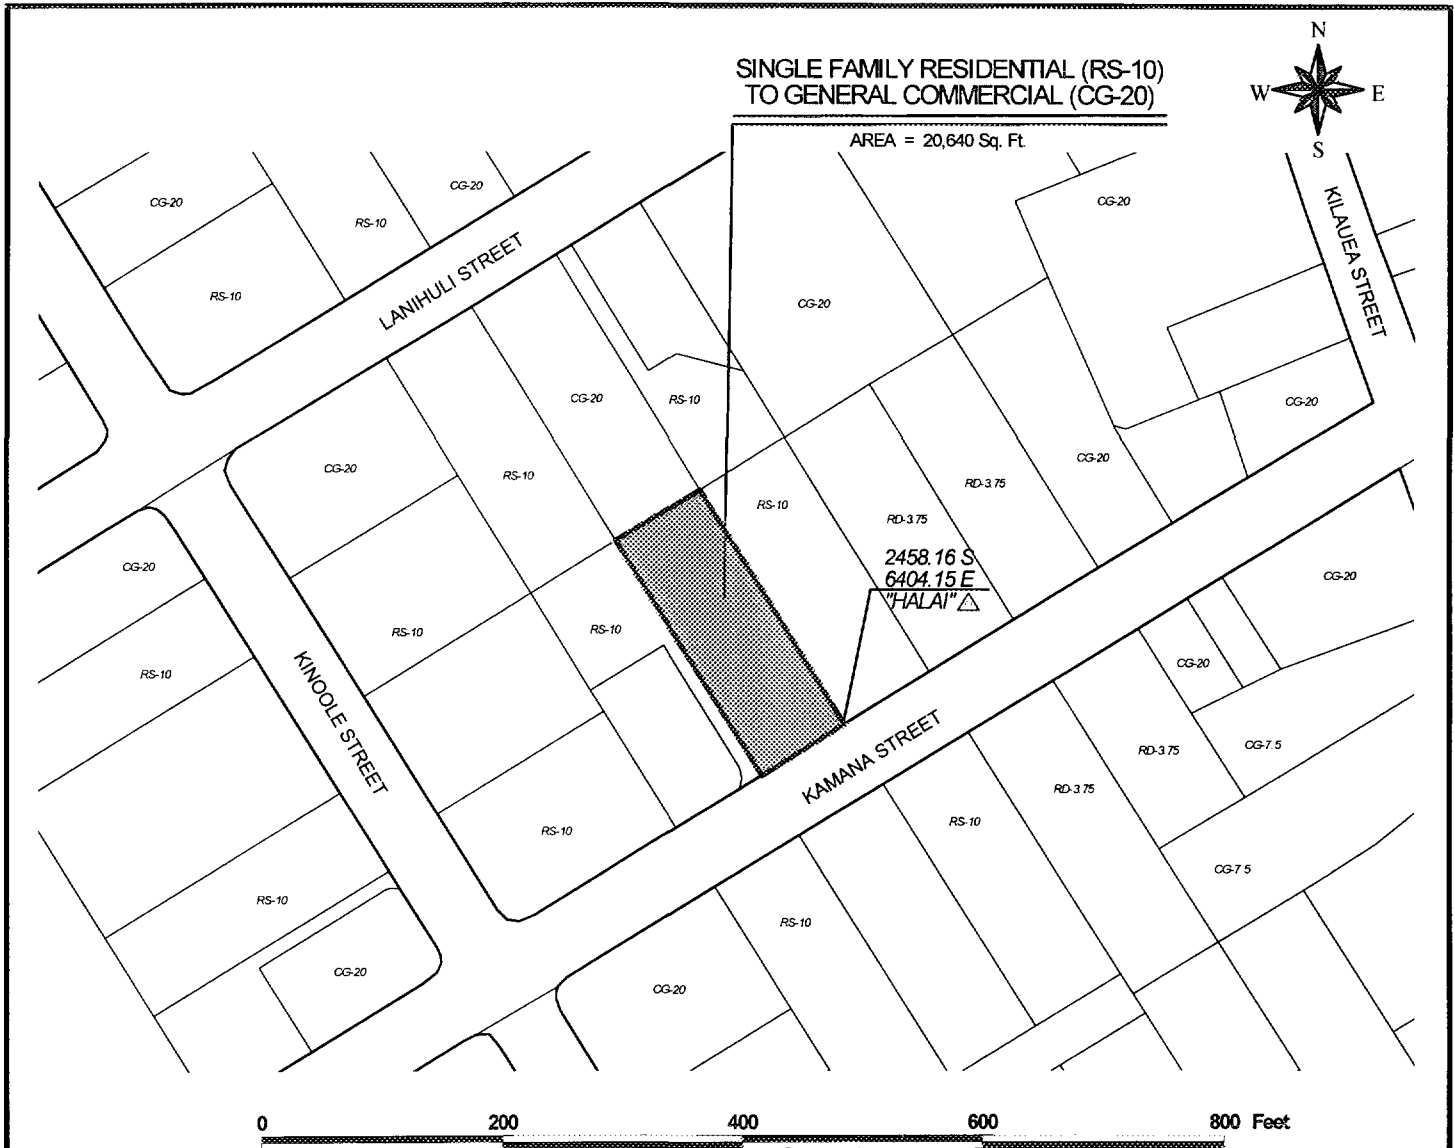 N
SINGLE FAMILY RESIDENTIAL (RS-10)
TO GENERAL COMMERCIAL (CG-20)
W E
AREA = 20,640 Sq. Ft.
S
CG-20
CG-20
RS-10
CG-20
KILAUEA STREET
RS-10
LANIHULI STREET
CG-20
CG-20
RS-10
CG-20
CG-20
CG-20
RS-10
RS-10
RD-3.75
RD-3.75
2458.16 S
6404.15 E
"HALAI"
CG-20
CG-20
RS-10
RS-10
RS-10
KINOOLE STREET
CG-20
KAMANA STREET
RD-3.75
CG-7.5
RD-3.75
RS-10
RS-10
CG-7.5
RS-10
RS-10
CG-20
CG-20
0 200 400 600 800 Feet